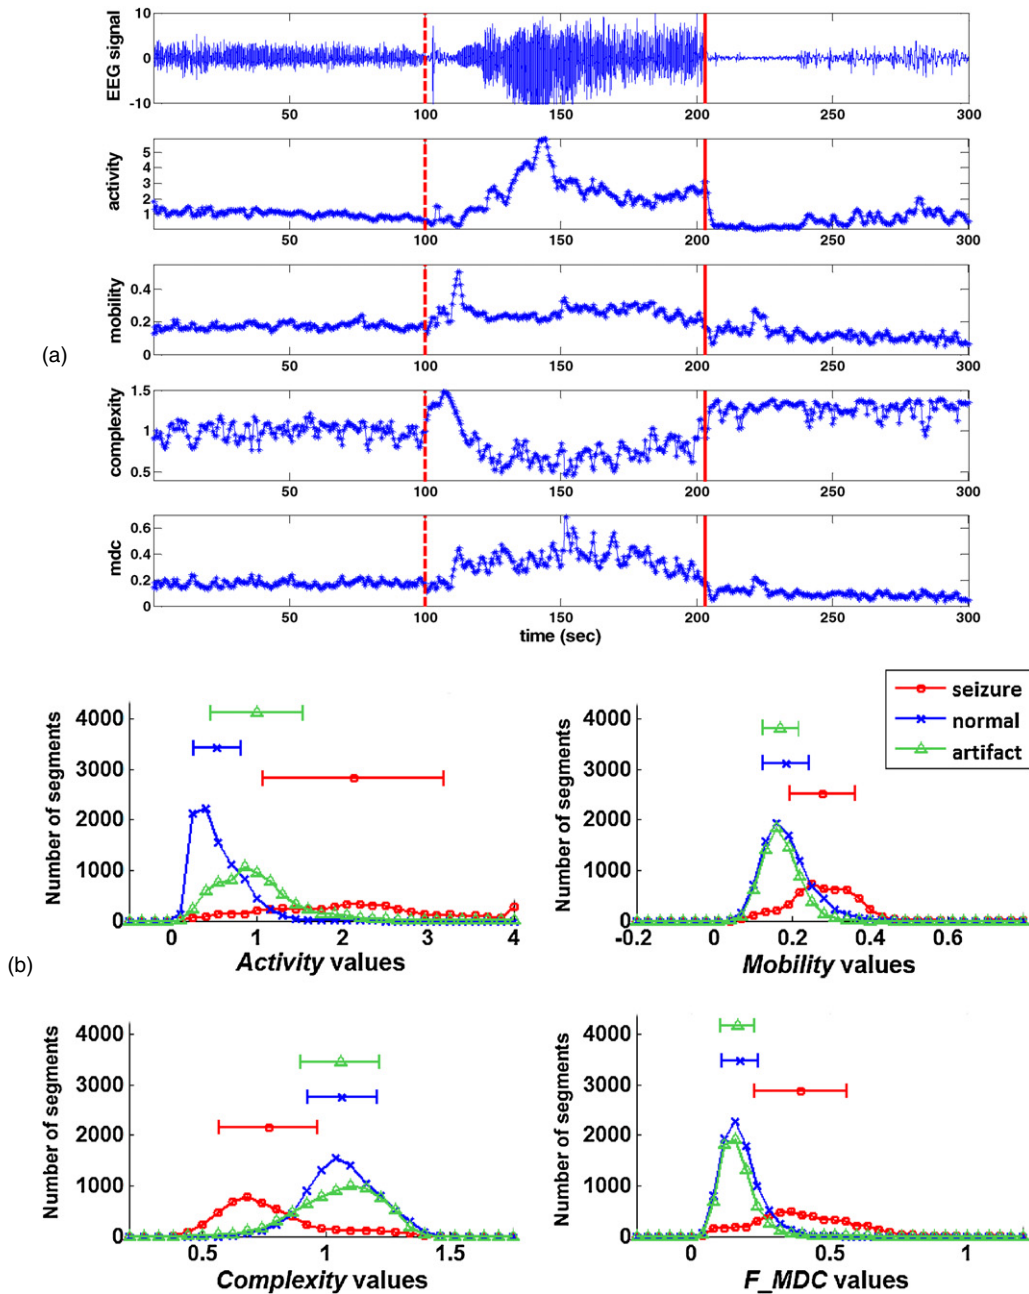 EEG signal
10
0
-10
50 100 150 200 250 300
activity
5
4
3
2
1
50 100 150 200 250 300
mobility
0.4
0.2
0
50 100 150 200 250 300
(a)
complexity
1.5
1
0.5
50 100 150 200 250 300
mdc
0.6
0.4
0.2
0
50 100 150 200 250 300
time (sec)
seizure
normal
artifact
(b)
Number of segments
4000
3000
2000
1000
0
0 1 2 3 4
Activity values
Number of segments
4000
3000
2000
1000
0
-0.2 0 0.2 0.4 0.6
Mobility values
Number of segments
4000
3000
2000
1000
0
0.5 1 1.5
Complexity values
Number of segments
4000
3000
2000
1000
0
0 0.5 1
F_MDC values